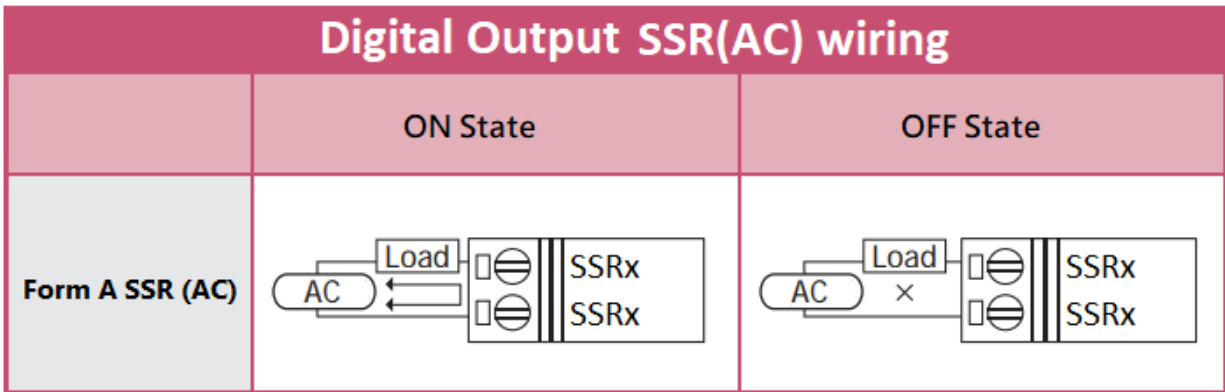 Digital Output SSR(AC) wiring
ON State
OFF State
Form A SSR (AC)
Load
AC
SSRx
SSRx
Load
AC
SSRx
SSRx